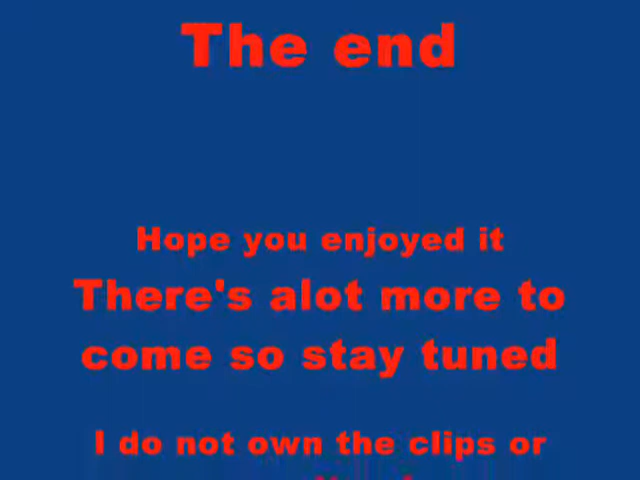 The end
Hope you enjoyed it
There's alot more to
come so stay tuned
I do not own the clips or